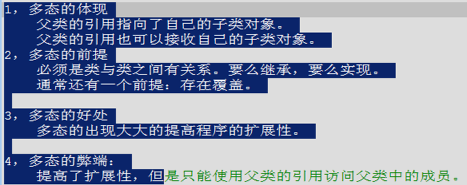 1，多态的体现
父类的引用指向了自己的子类对象。
父类的引用也可以接收自己的子类对象。
2，多态的前提
必须是类与类之间有关系。要么继承，要么实现。
通常还有一个前提：存在覆盖。
3，多态的好处
多态的出现大大的提高程序的扩展性。
4，多态的弊端：
提高了扩展性，但是只能使用父类的引用访问父类中的成员。